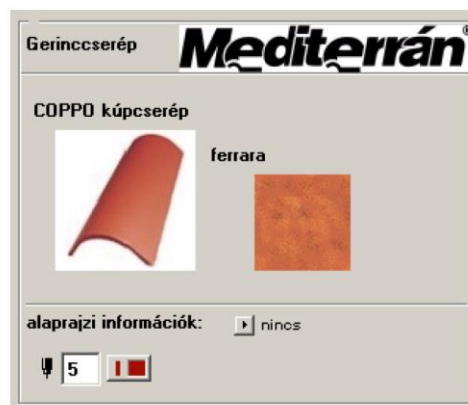 Gerinccserép
Mediterrán®
COPPO kúpcserép
ferrara
alaprajzi információk:
nincs
5